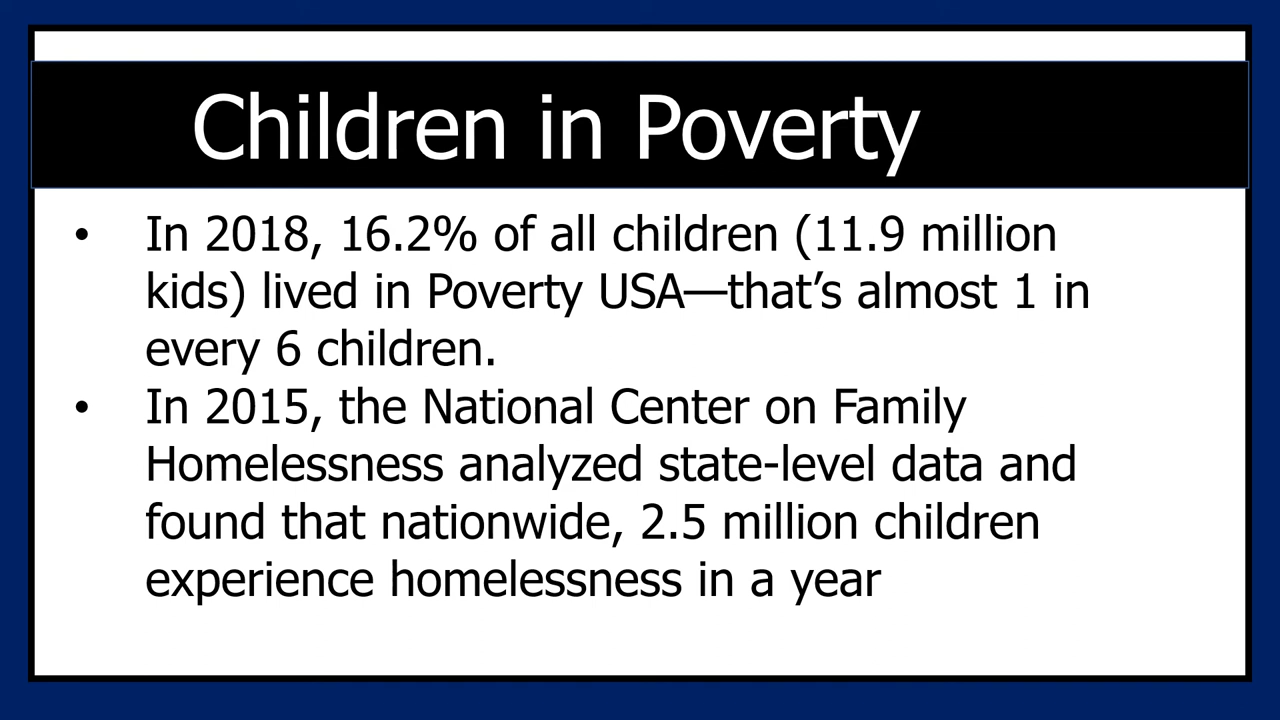 Children in Poverty
• In 2018, 16.2% of all children (11.9 million
kids) lived in Poverty USA—that’s almost 1 in
every 6 children.
• In 2015, the National Center on Family
Homelessness analyzed state-level data and
found that nationwide, 2.5 million children
experience homelessness in a year